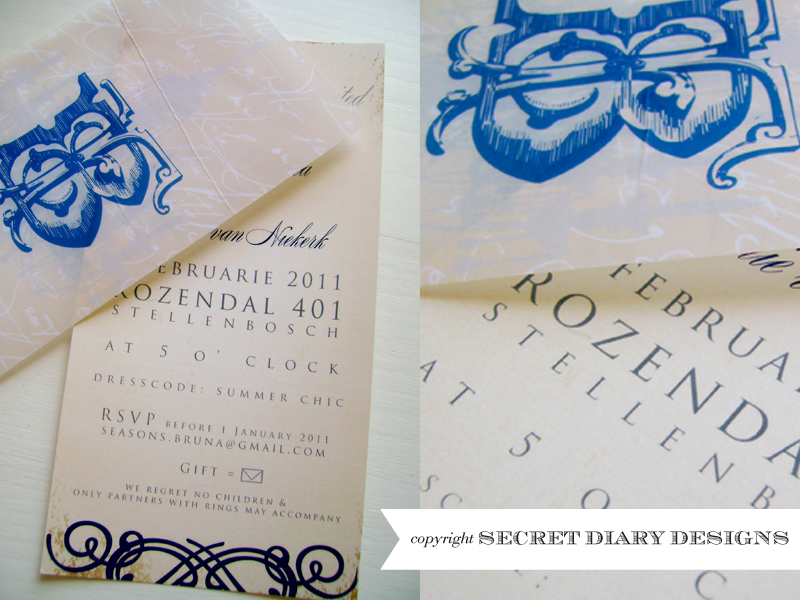 van Niekerk
FEBRUARIE 2011
ROZENDAL 401
STELLENBOSCH
AT 5 O' CLOCK
DRESSCODE: SUMMER CHIC
RSVP BEFORE 1 JANUARY 2011
SEASONS.BRUNA@GMAIL.COM
GIFT =
WE REGRET NO CHILDREN &
ONLY PARTNERS WITH RINGS MAY ACCOMPANY
FEBRUA
ROZENDA
STELLENB
AT 5 O
copyright SECRET DIARY DESIGNS